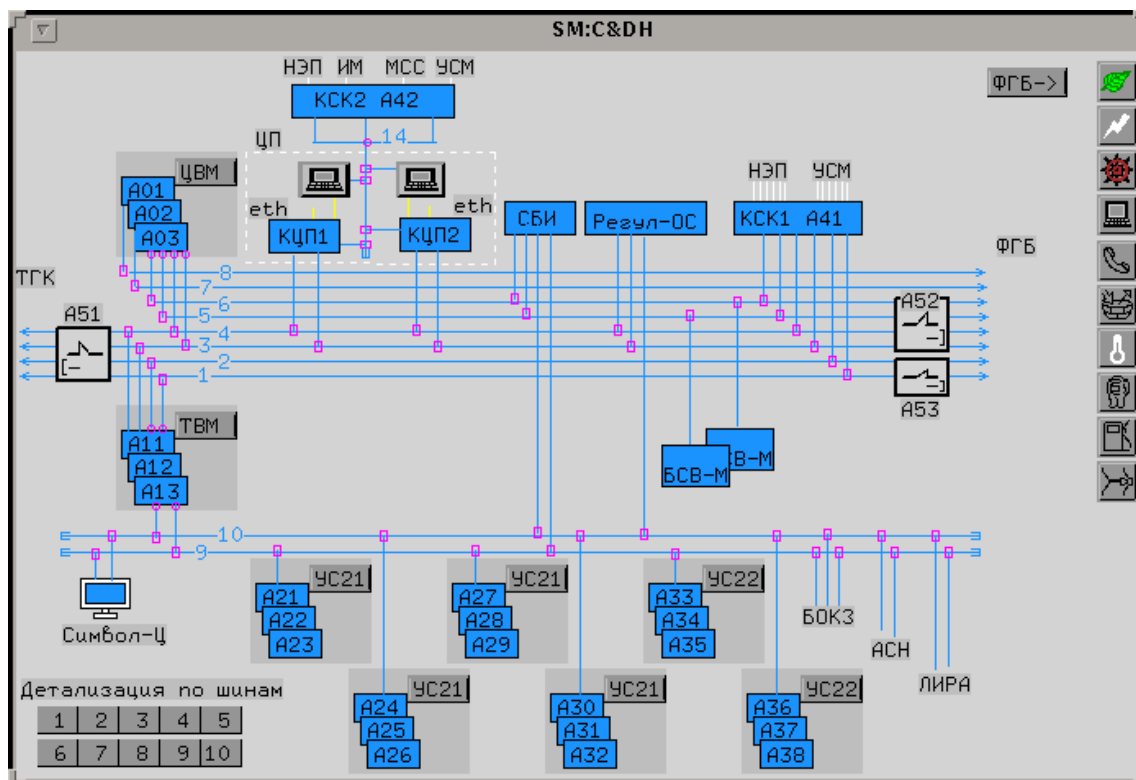 SM:C&DH
НЭП ИМ МСС УСМ
КСК2 А42
ФГБ->
14
ЦП
ЦВМ
А01
А02
А03
eth
eth
КЦП1
КЦП2
СБИ
Регул-ОС
НЭП
УСМ
КСК1 А41
ФГБ
ТГК
8
7
6
5
4
3
2
1
А51
А52
А53
ТВМ
А11
А12
А13
БСВ-М
СВ-М
10
9
Символ-Ц
УС21
А21
А22
А23
УС21
А27
А28
А29
УС22
А33
А34
А35
БОКЗ
АСН
ЛИРА
УС21
А24
А25
А26
УС21
А30
А31
А32
УС22
А36
А37
А38
Детализация по шинам
1 2 3 4 5
6 7 8 9 10